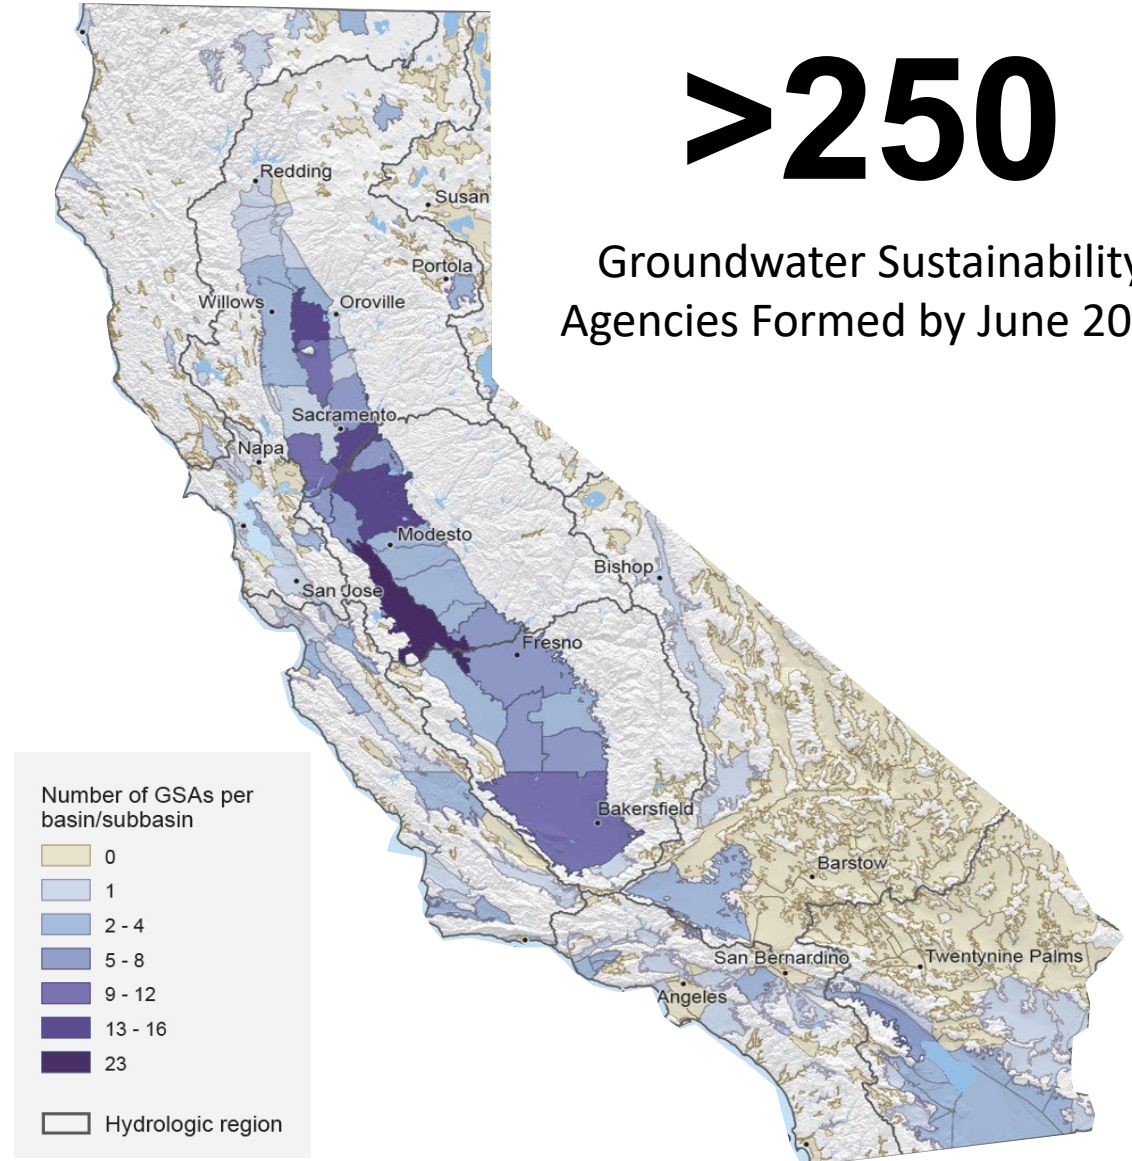 >250
Groundwater Sustainability
Agencies Formed by June 20
Redding
Susan
Portola
Willows
Oroville
Sacramento
Napa
Modesto
Bishop
San Jose
Fresno
Bakersfield
Barstow
San Bernardino
Twentynine Palms
Angeles
Number of GSAs per
basin/subbasin
0
1
2 - 4
5 - 8
9 - 12
13 - 16
23
Hydrologic region